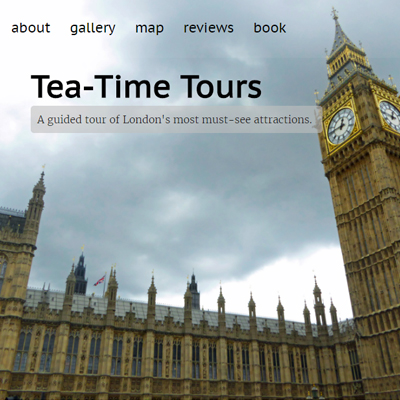 about gallery map reviews book
Tea-Time Tours
A guided tour of London's most must-see attractions.